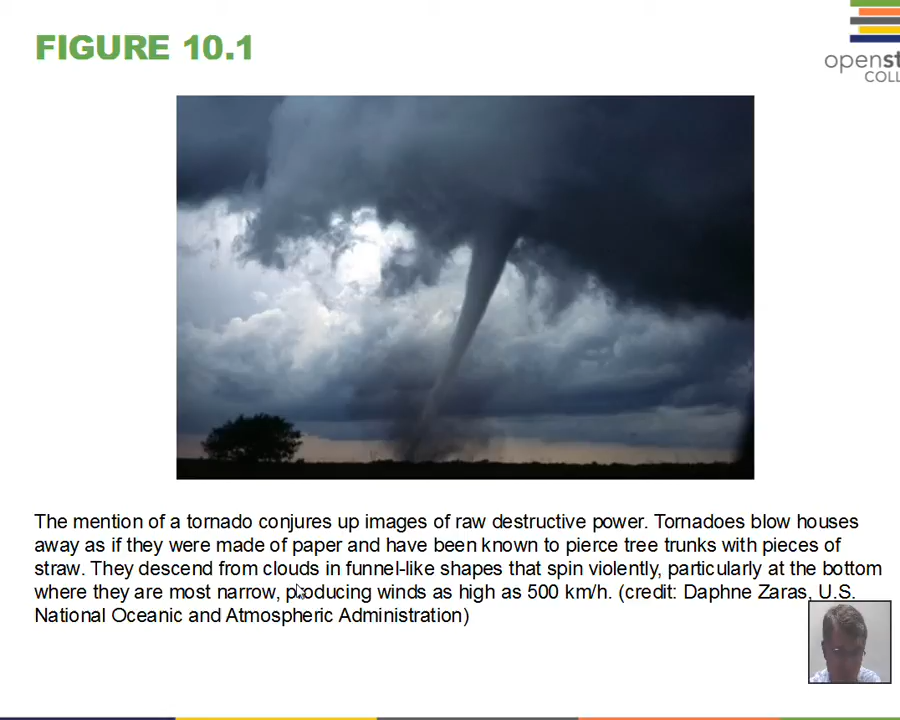 FIGURE 10.1
openst
COLL
The mention of a tornado conjures up images of raw destructive power. Tornadoes blow houses
away as if they were made of paper and have been known to pierce tree trunks with pieces of
straw. They descend from clouds in funnel-like shapes that spin violently, particularly at the bottom
where they are most narrow, producing winds as high as 500 km/h. (credit: Daphne Zaras, U.S.
National Oceanic and Atmospheric Administration)